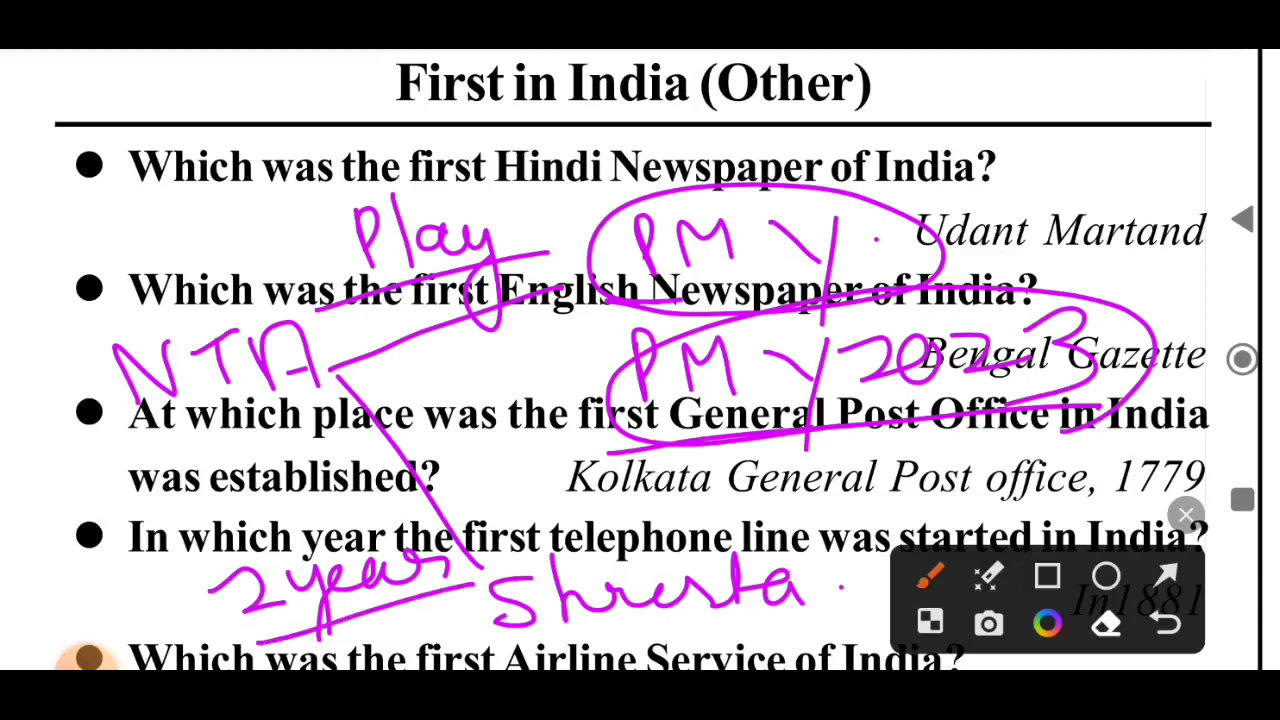 First in India (Other)
● Which was the first Hindi Newspaper of India?
Udant Martand
Play
PM Y.
● Which was the first English Newspaper of India?
NTA
PM Y 2023
Bengal Gazette
● At which place was the first General Post Office in India
was established? Kolkata General Post office, 1779
● In which year the first telephone line was started in India?
2 years
Shresta.
In 1881
● Which was the first Airline Service of India?